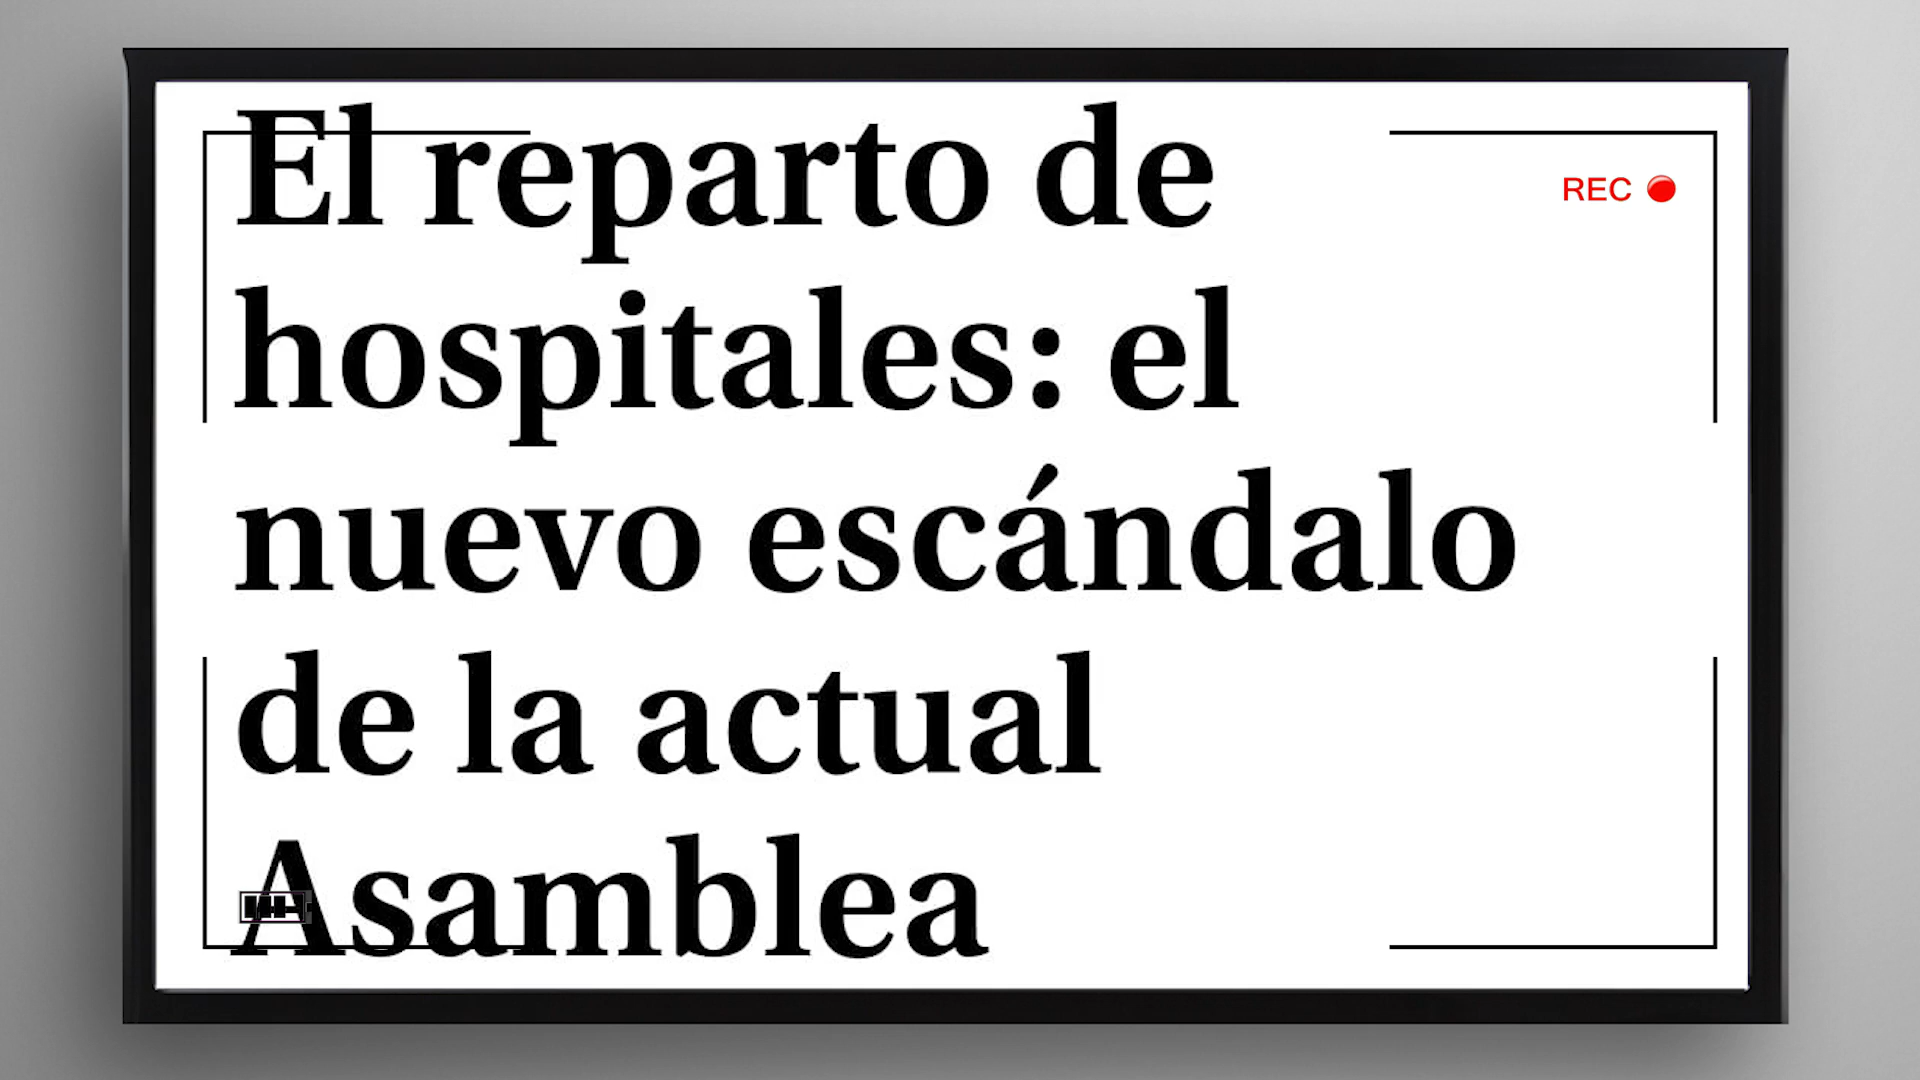 El reparto de
REC
hospitales: el
nuevo escándalo
de la actual
Asamblea